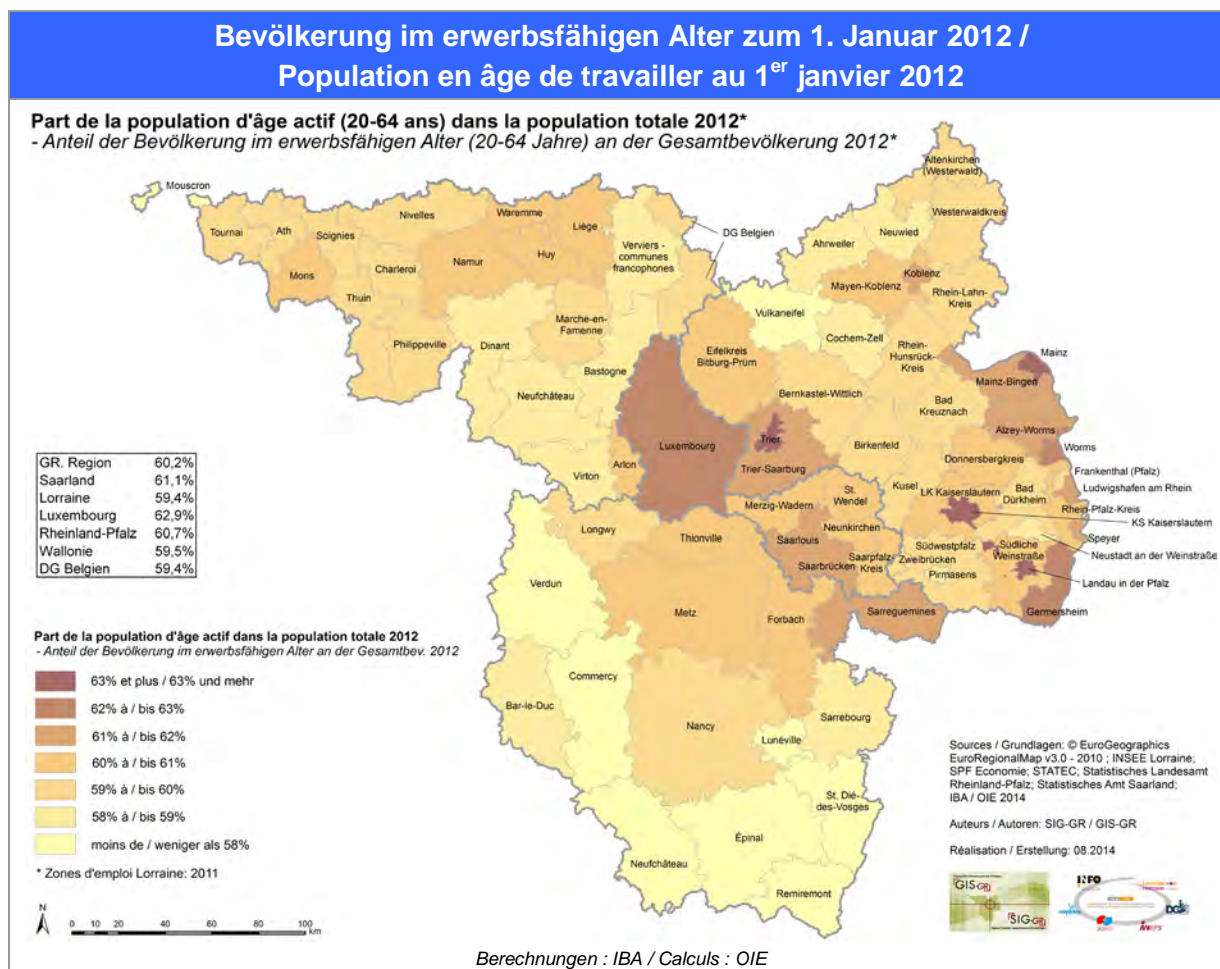 Bevölkerung im erwerbsfähigen Alter zum 1. Januar 2012 /
Population en âge de travailler au 1er janvier 2012
Part de la population d'âge actif (20-64 ans) dans la population totale 2012*
- Anteil der Bevölkerung im erwerbsfähigen Alter (20-64 Jahre) an der Gesamtbevölkerung 2012*
Mouscron
Tournai
Ath
Soignies
Nivelles
Waremme
Liège
Mons
Charleroi
Namur
Huy
Verviers -
communes
francophones
DG Belgien
Thuin
Philippeville
Dinant
Marche-en-
Famenne
Bastogne
Neufchâteau
Virton
Arlon
Luxembourg
Altenkirchen
(Westerwald)
Westerwaldkreis
Neuwied
Ahrweiler
Koblenz
Mayen-Koblenz
Rhein-Lahn-
Kreis
Vulkaneifel
Cochem-Zell
Eifelkreis
Bitburg-Prüm
Rhein-
Hunsrück-
Kreis
Mainz
Mainz-Bingen
Bernkastel-Wittlich
Bad
Kreuznach
Alzey-Worms
Worms
Trier
Trier-Saarburg
Birkenfeld
Donnersbergkreis
Frankenthal (Pfalz)
Ludwigshafen am Rhein
Kusel
LK Kaiserslautern
Bad
Dürkheim
Rhein-Pfalz-Kreis
KS Kaiserslautern
Speyer
Neustadt an der Weinstraße
Südwestpfalz
Zweibrücken
Pirmasens
Südliche
Weinstraße
Landau in der Pfalz
Germersheim
Merzig-Wadern
St.
Wendel
Neunkirchen
Saarlouis
Saarbrücken
Saarpfalz-
Kreis
Longwy
Thionville
Verdun
Metz
Forbach
Sarreguemines
Commercy
Bar-le-Duc
Nancy
Sarrebourg
Lunéville
St. Dié-
des-Vosges
Épinal
Neufchâteau
Remiremont
GR. Region 60,2%
Saarland 61,1%
Lorraine 59,4%
Luxembourg 62,9%
Rheinland-Pfalz 60,7%
Wallonie 59,5%
DG Belgien 59,4%
Part de la population d'âge actif dans la population totale 2012
- Anteil der Bevölkerung im erwerbsfähigen Alter an der Gesamtbev. 2012
63% et plus / 63% und mehr
62% à / bis 63%
61% à / bis 62%
60% à / bis 61%
59% à / bis 60%
58% à / bis 59%
moins de / weniger als 58%
* Zones d'emploi Lorraine: 2011
N
0 10 20 40 60 80 100
km
Sources / Grundlagen: © EuroGeographics
EuroRegionalMap v3.0 - 2010 ; INSEE Lorraine;
SPF Economie; STATEC; Statistisches Landesamt
Rheinland-Pfalz; Statistisches Amt Saarland;
IBA / OIE 2014
Auteurs / Autoren: SIG-GR / GIS-GR
Réalisation / Erstellung: 08.2014
GIS-GR
SIG-GR
Berechnungen : IBA / Calculs : OIE